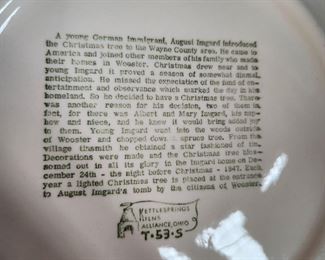 A young German immigrant, August Imgard introduced
the Christmas tree to the Wayne County area. He came to
America and joined other members of his family who made
their homes in Wooster. Christmas drew near and to
young Imgard it proved a season of somewhat dismal
anticipation. He missed the expectation of the fund of en-
tertainment and observance which marked the day in his
homeland. So he decided to have a Christmas tree. There
was another reason for his decision, two of them in
fact, for there was Albert and Mary Imgard, his nep-
hew and niece, and he knew it would bring added joy
to them. Young Imgard went into the woods outside
of Wooster and chopped down a spruce tree. From the
village tinsmith he obtained a star fashioned of tin.
Decorations were made and the Christmas tree blos-
somed out in all its glory in the Imgard home on De-
cember 24th - the night before Christmas - 1847. Each
year a lighted Christmas tree is placed at the entrance
to August Imgard's tomb by the citizens of Wooster.
KETTLESPRINGS
KILNS
ALLIANCE, OHIO
T-53-S